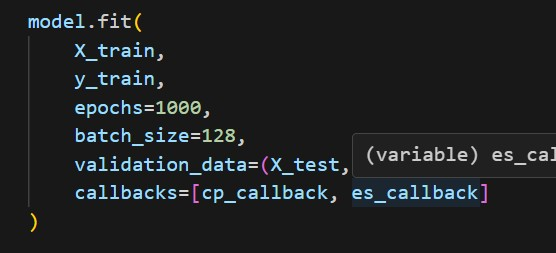 model.fit(
    X_train,
    y_train,
    epochs=1000,
    batch_size=128,
    validation_data=(X_test,
(variable) es_cal
    callbacks=[cp_callback, es_callback]
)